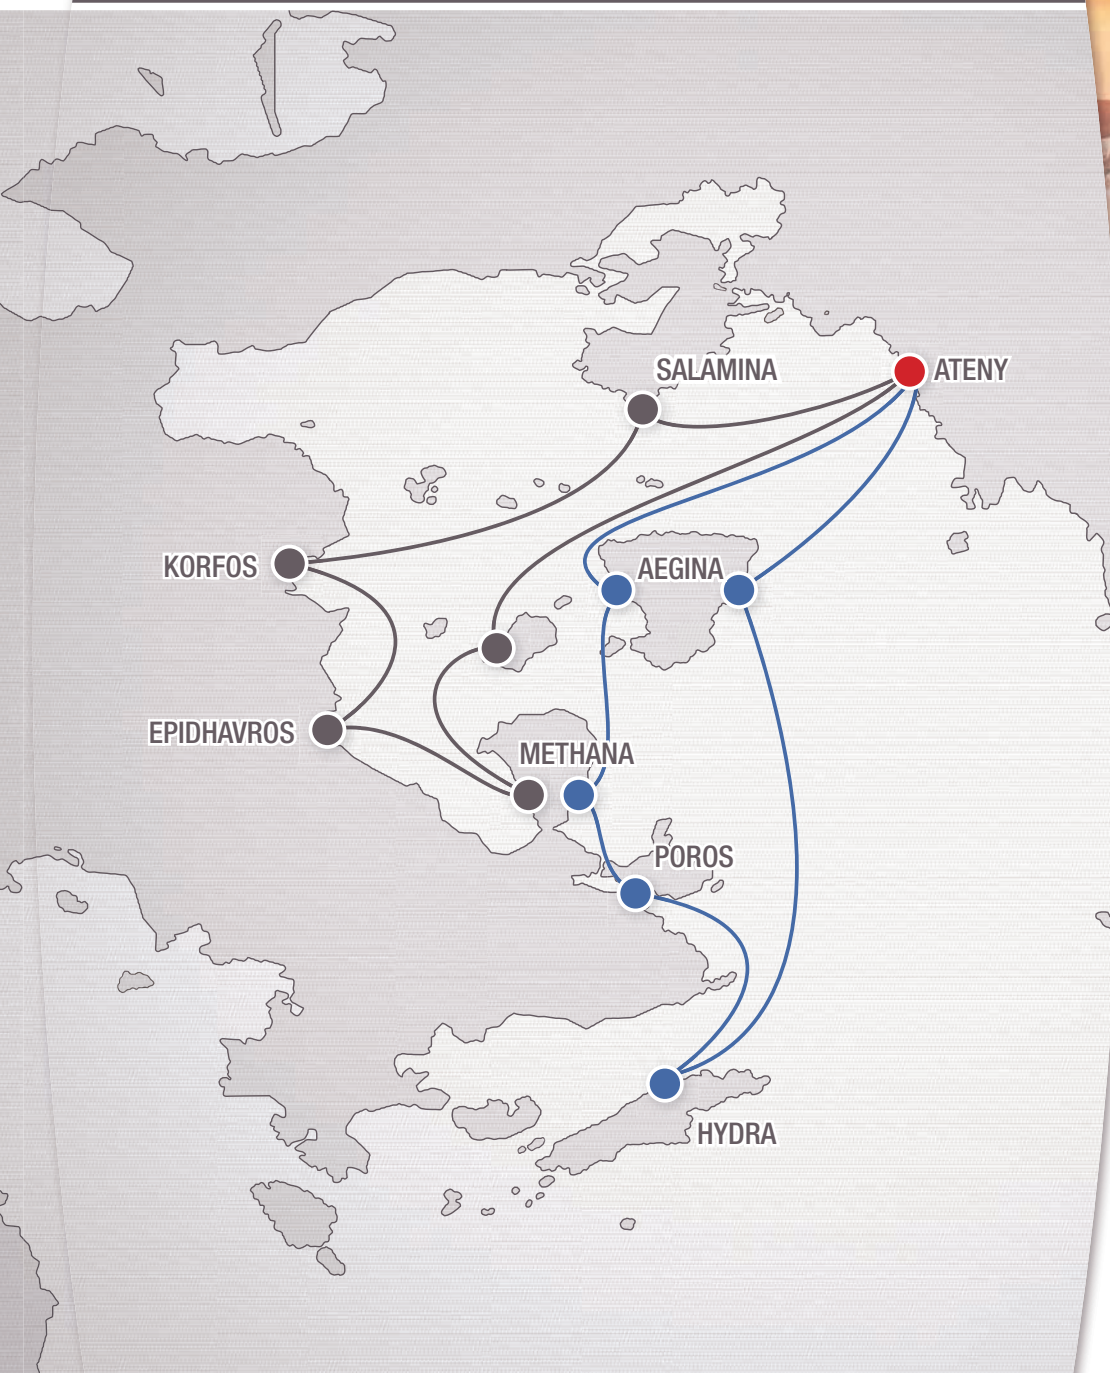 SALAMINA
ATENY
KORFOS
AEGINA
EPIDHAVROS
METHANA
POROS
HYDRA